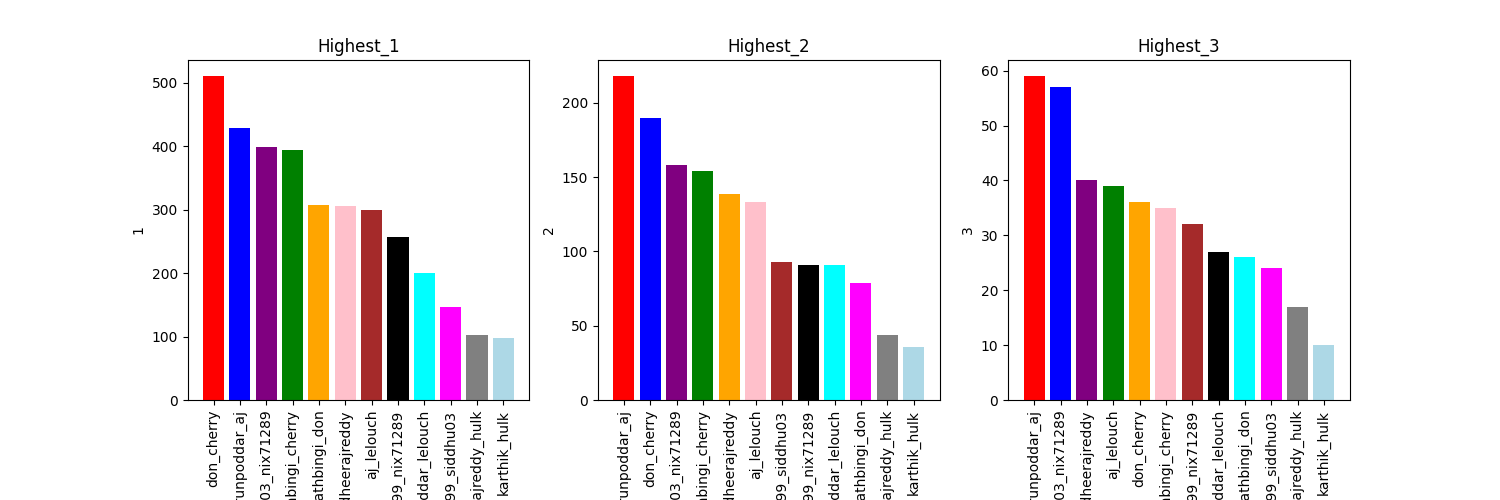 Highest_1
1
500
400
300
200
100
0
don_cherry
unpoddar_aj
03_nix71289
bingi_cherry
athbingi_don
dheerajreddy
aj_lelouch
99_nix71289
ddar_lelouch
99_siddhu03
ajreddy_hulk
karthik_hulk
Highest_2
2
200
150
100
50
0
unpoddar_aj
don_cherry
03_nix71289
bingi_cherry
dheerajreddy
aj_lelouch
99_siddhu03
99_nix71289
ddar_lelouch
athbingi_don
ajreddy_hulk
karthik_hulk
Highest_3
3
60
50
40
30
20
10
0
unpoddar_aj
03_nix71289
dheerajreddy
aj_lelouch
don_cherry
bingi_cherry
99_nix71289
ddar_lelouch
athbingi_don
99_siddhu03
ajreddy_hulk
karthik_hulk